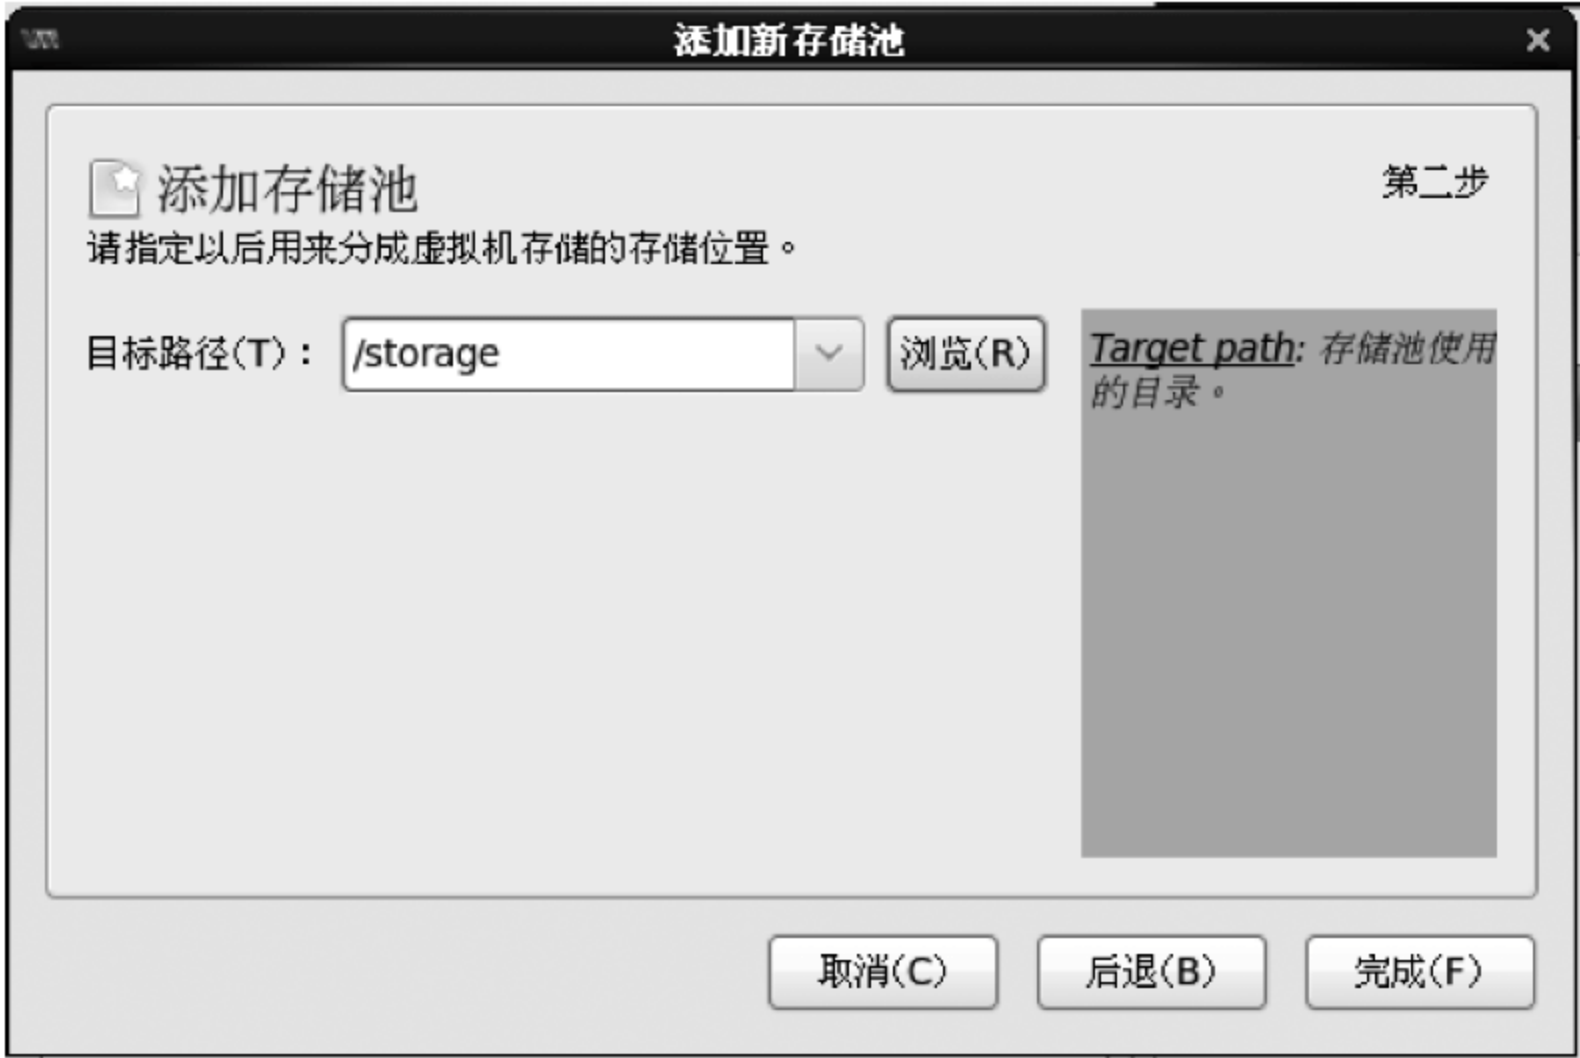 添加新存储池
添加存储池
第二步
请指定以后用来分成虚拟机存储的存储位置。
目标路径(T)：
/storage
浏览(R)
Target path: 存储池使用
的目录。
取消(C)
后退(B)
完成(F)